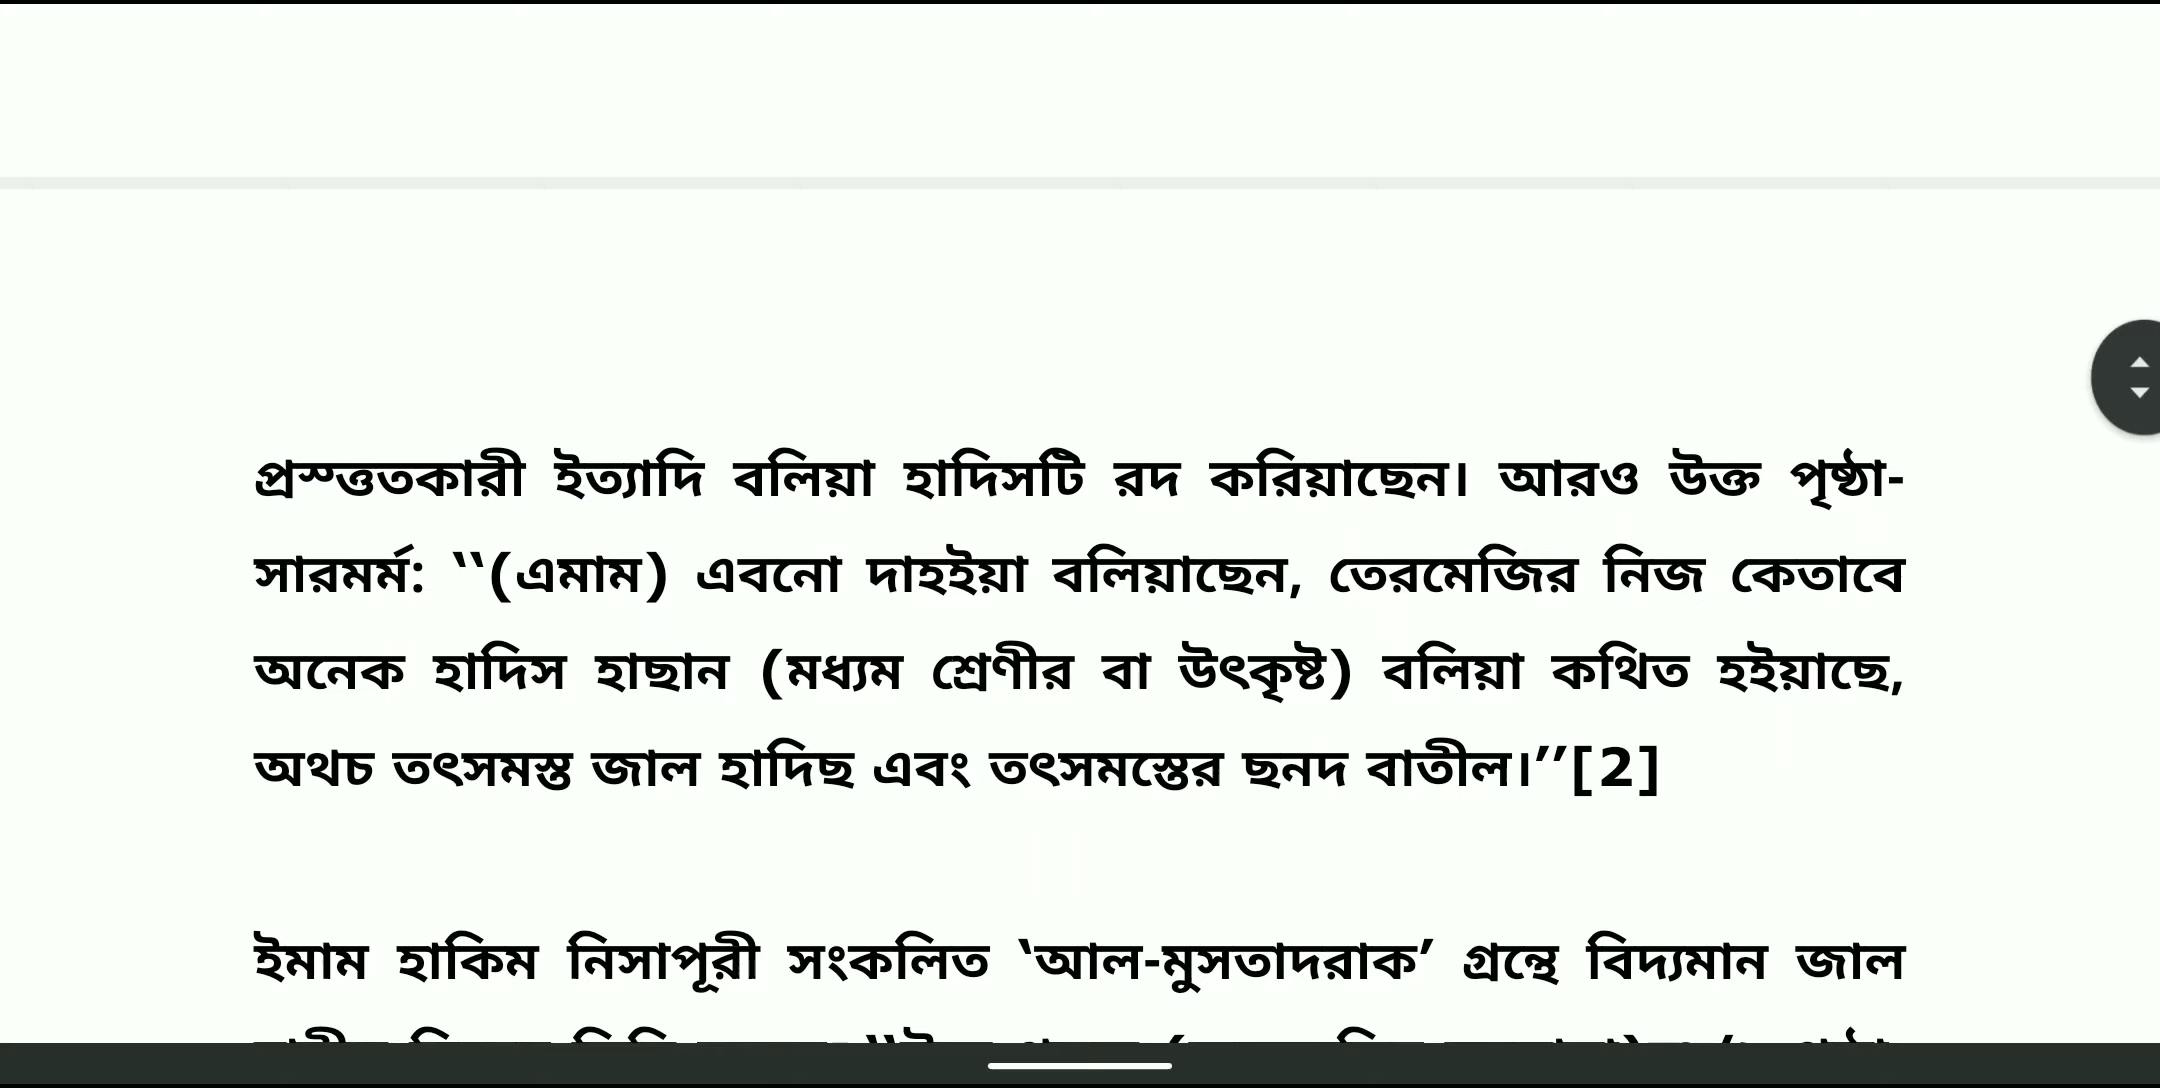 প্রস্ত্ততকারী ইত্যাদি বলিয়া হাদিসটি রদ করিয়াছেন। আরও উক্ত পৃষ্ঠা-
সারমর্ম: ‘‘(এমাম) এবনো দাহইয়া বলিয়াছেন, তেরমেজির নিজ কেতাবে
অনেক হাদিস হাছান (মধ্যম শ্রেণীর বা উৎকৃষ্ট) বলিয়া কথিত হইয়াছে,
অথচ তৎসমস্ত জাল হাদিছ এবং তৎসমস্তের ছনদ বাতীল।’’[2]
ইমাম হাকিম নিসাপূরী সংকলিত ‘আল-মুসতাদরাক’ গ্রন্থে বিদ্যমান জাল